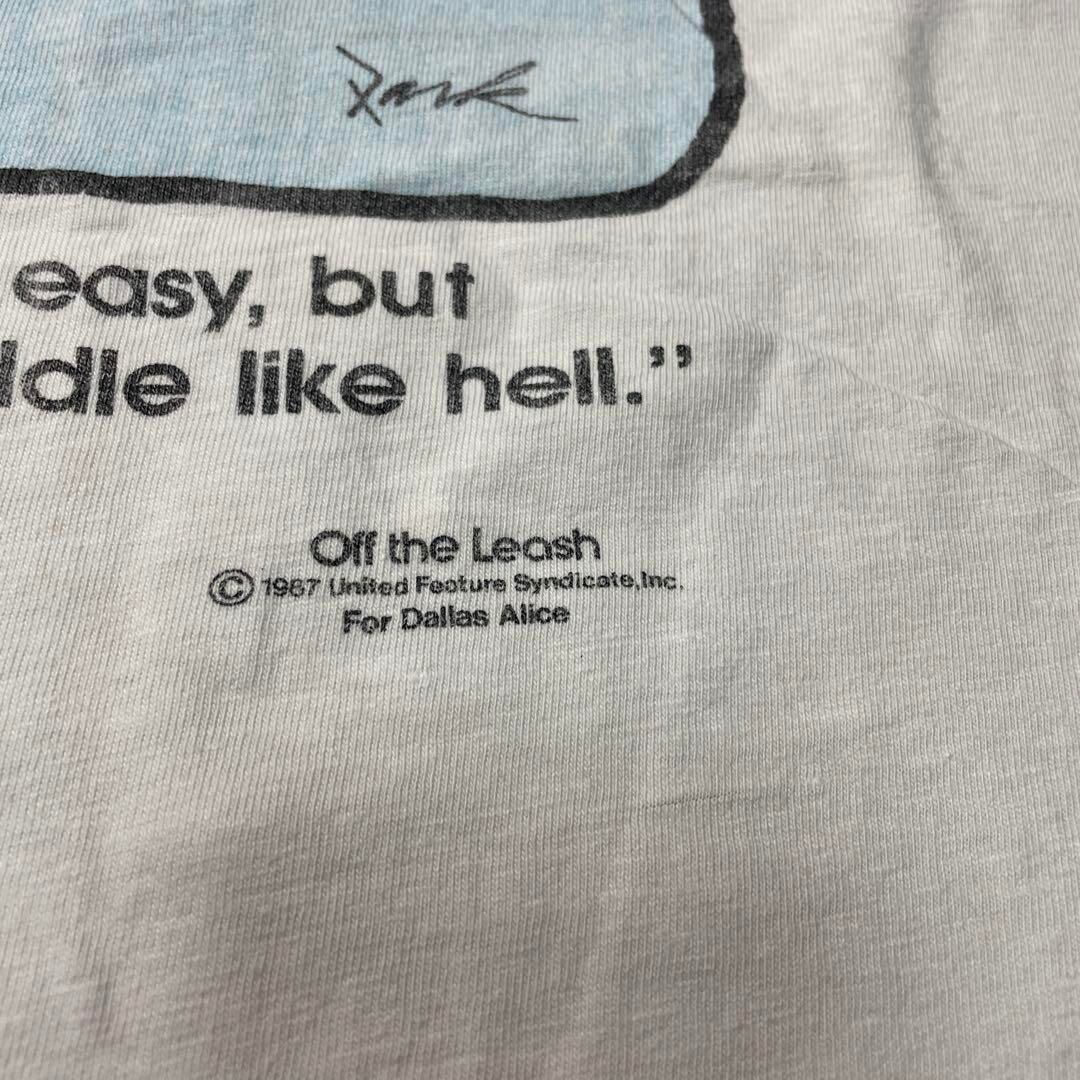 easy, but
ddle like hell.”
Off the Leash
© 1987 United Feature Syndicate, Inc.
For Dallas Alice